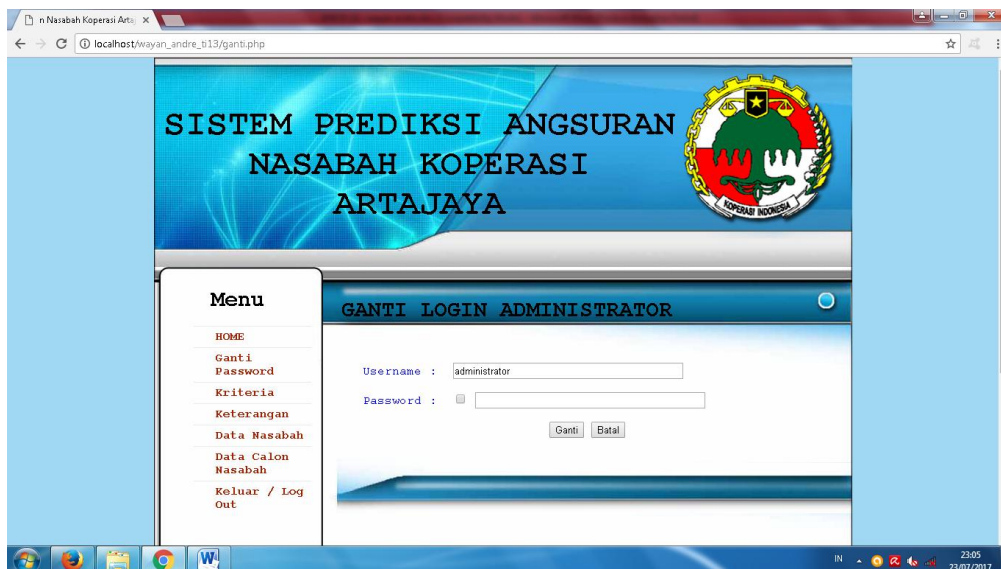 n Nasabah Koperasi Arta
localhost/wayan_andre_ti13/ganti.php
SISTEM PREDIKSI ANGSURAN
NASABAH KOPERASI
ARTAJAYA
KOPERASI INDONESIA
Menu
HOME
Ganti
Password
Kriteria
Keterangan
Data Nasabah
Data Calon
Nasabah
Keluar / Log
Out
GANTI LOGIN ADMINISTRATOR
Username : administrator
Password :
Ganti Batal
IN
23:05
23/07/2017